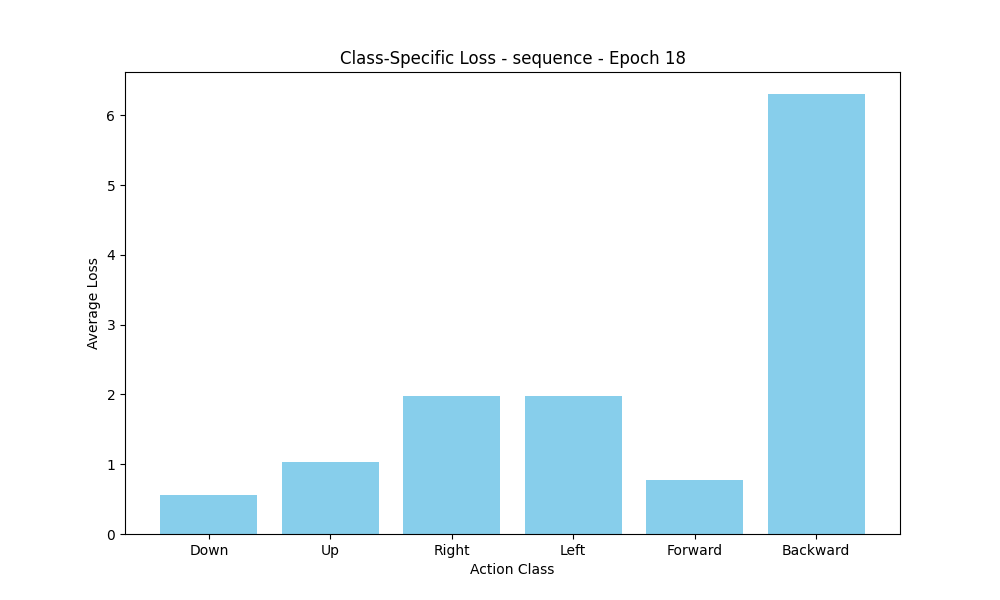 Class-Specific Loss - sequence - Epoch 18
6
5
4
3
2
1
0
Average Loss
Down Up Right Left Forward Backward
Action Class